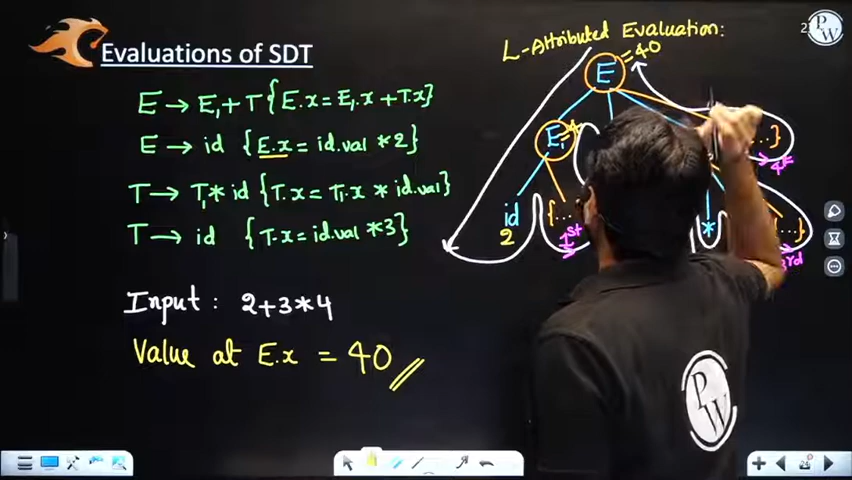 Evaluations of SDT
L-Attributed Evaluation:
E → E₁ + T {E.x = E₁.x + T.x}
E → id {E.x = id.val * 2}
T → T₁ * id {T.x = T₁.x * id.val}
T → id {T.x = id.val * 3}
Input : 2+3*4
Value at E.x = 40
E = 40
E₁ = 4
...}
4th
id
{...
*
...}
2
1st
3rd
P
W
P
W